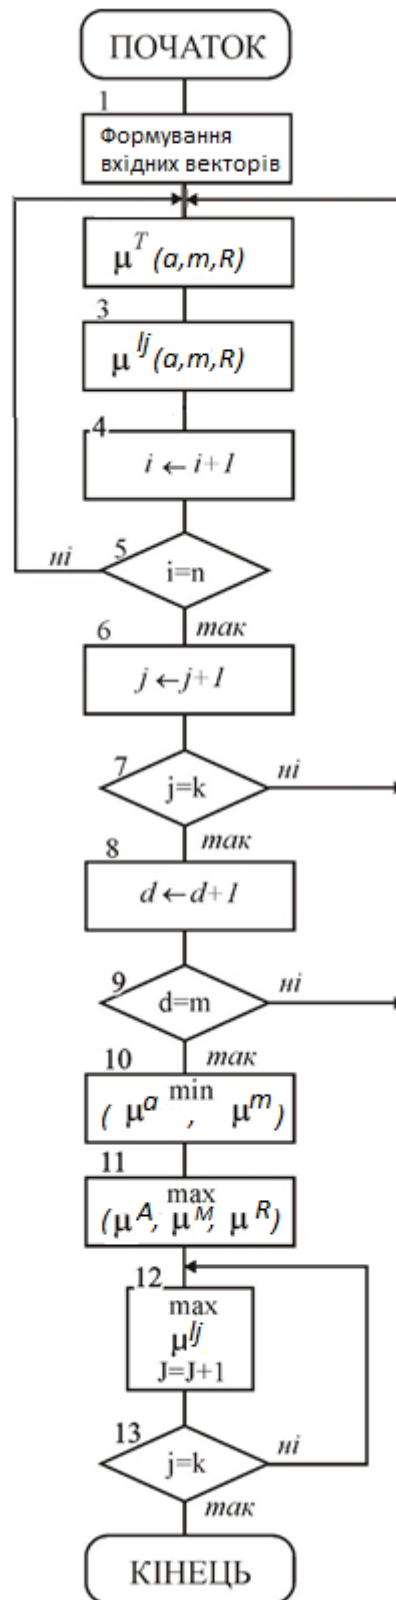 ПОЧАТОК
1
Формування
вхідних векторів
μ^T (a,m,R)
3
μ^lj (a,m,R)
4
i ← i+1
5
ні
i=n
6
так
j ← j+1
7
ні
j=k
так
8
d ← d+1
9
ні
d=m
10
так
min
( μ^a , μ^m )
11
max
(μ^A, μ^M, μ^R)
12
max
μ^lj
J=J+1
13
ні
j=k
так
КІНЕЦЬ